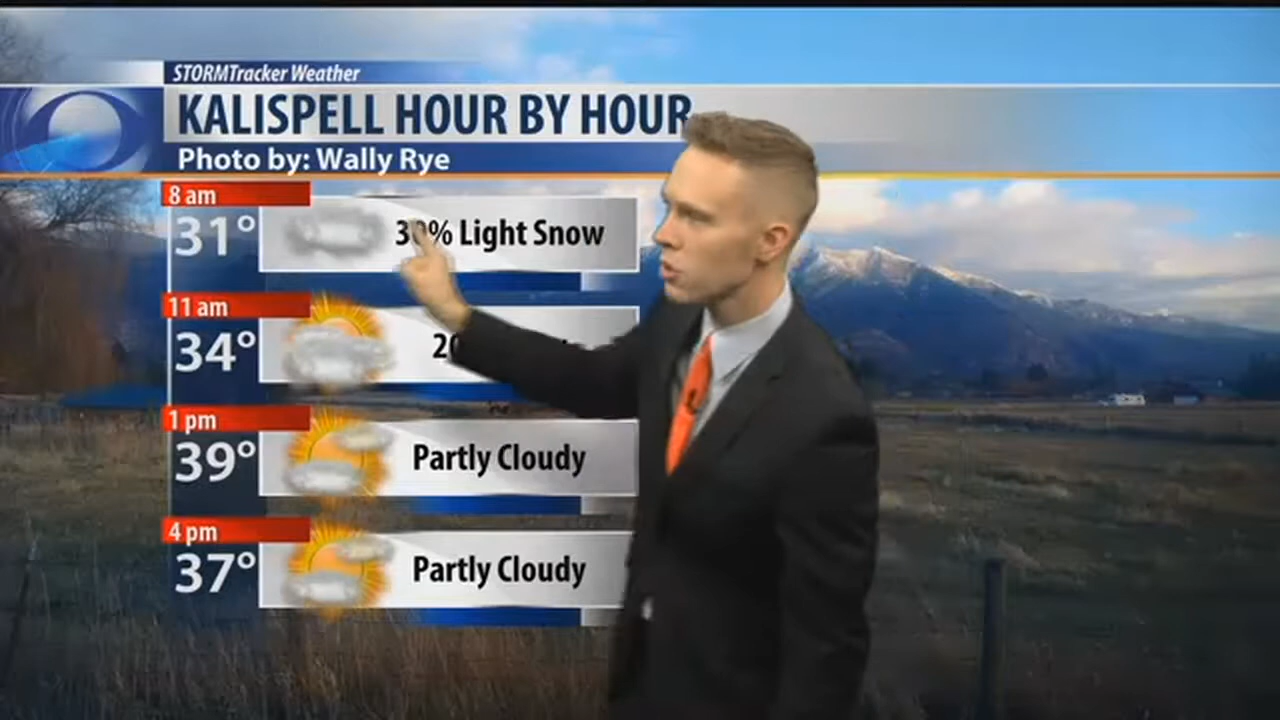 STORMTracker Weather
KALISPELL HOUR BY HOUR
Photo by: Wally Rye
8 am
31°
30% Light Snow
11 am
34°
1 pm
39°
Partly Cloudy
4 pm
37°
Partly Cloudy